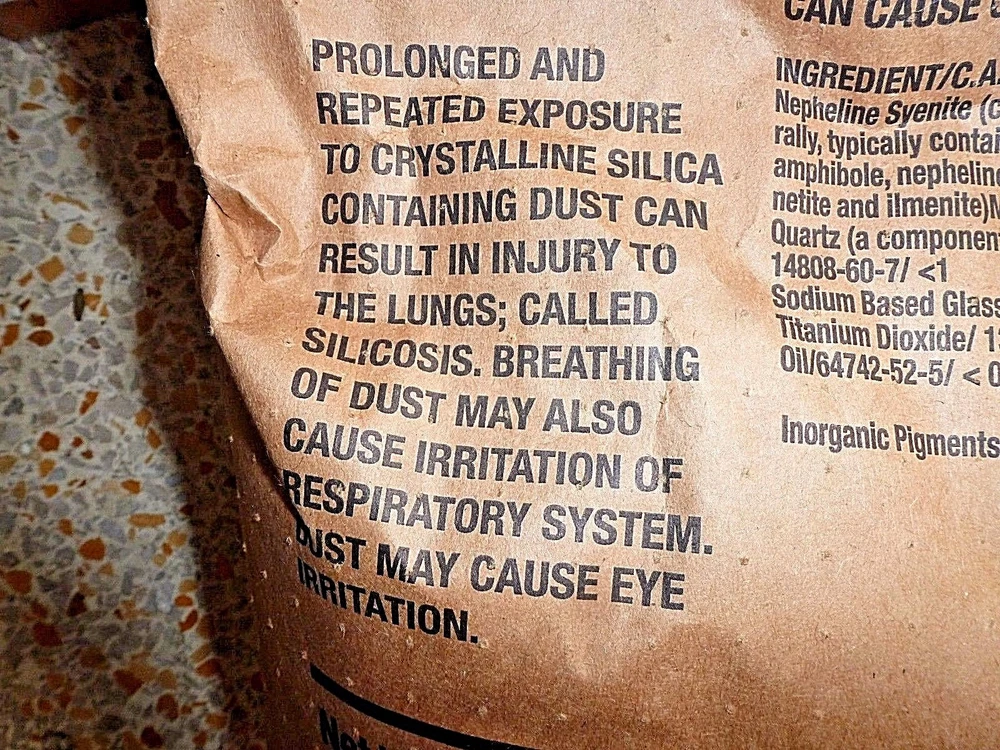 PROLONGED AND
REPEATED EXPOSURE
TO CRYSTALLINE SILICA
CONTAINING DUST CAN
RESULT IN INJURY TO
THE LUNGS; CALLED
SILICOSIS. BREATHING
OF DUST MAY ALSO
CAUSE IRRITATION OF
RESPIRATORY SYSTEM.
DUST MAY CAUSE EYE
IRRITATION.
CAN CAUSE
INGREDIENT/C.A.
Nepheline Syenite (
rally, typically contai
amphibole, nepheline
netite and ilmenite)
Quartz (a componen
14808-60-7/ <1
Sodium Based Glass
Titanium Dioxide/ 1
Oil/64742-52-5/ < 0
Inorganic Pigments